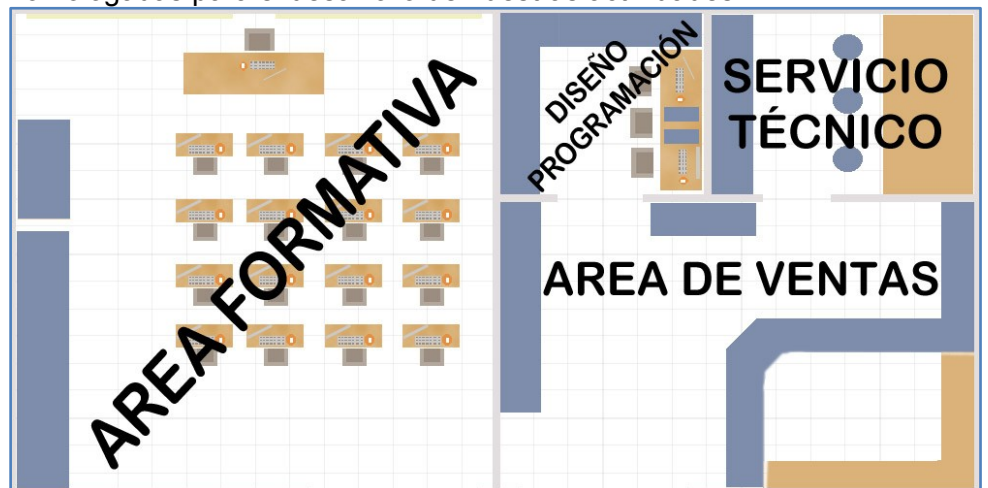 AREA FORMATIVA
DISEÑO
PROGRAMACIÓN
SERVICIO
TÉCNICO
AREA DE VENTAS